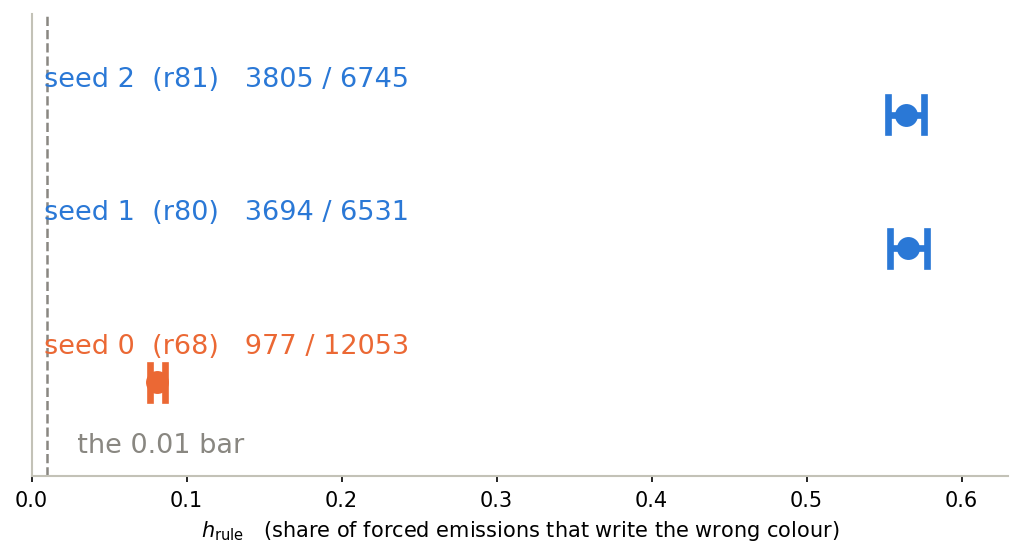 seed 2 (r81) 3805 / 6745
seed 1 (r80) 3694 / 6531
seed 0 (r68) 977 / 12053
the 0.01 bar
0.0 0.1 0.2 0.3 0.4 0.5 0.6
h_rule (share of forced emissions that write the wrong colour)